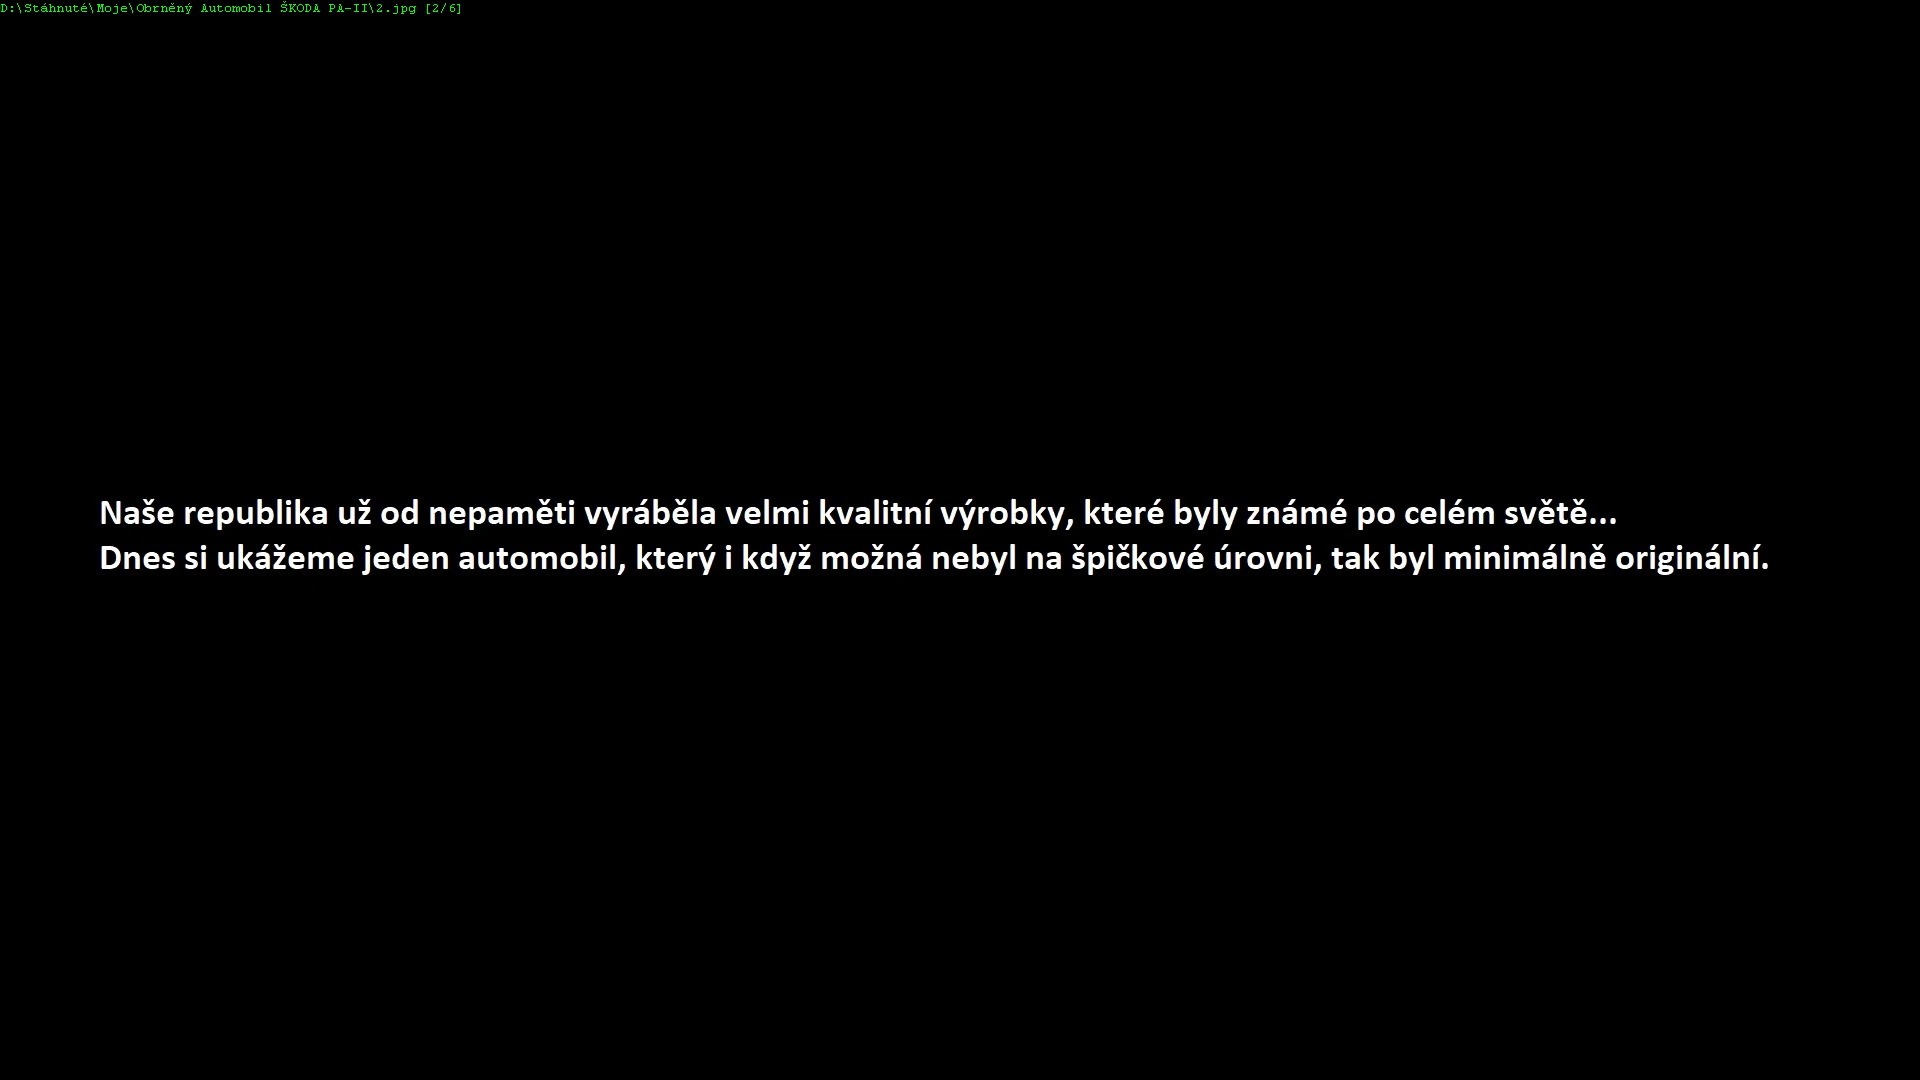 D:\Stáhnuté\Moje\Obrněný Automobil ŠKODA PA-II\2.jpg [2/6]
Naše republika už od nepaměti vyráběla velmi kvalitní výrobky, které byly známé po celém světě...
Dnes si ukážeme jeden automobil, který i když možná nebyl na špičkové úrovni, tak byl minimálně originální.